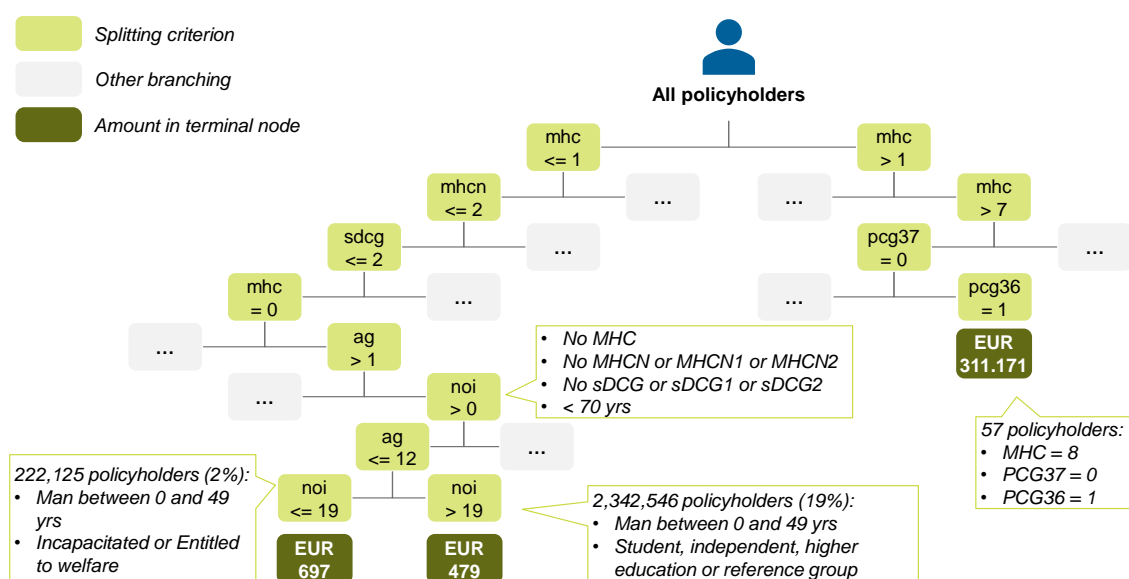 Splitting criterion
Other branching
Amount in terminal node
All policyholders
mhc
<= 1
mhc
> 1
mhcn
<= 2
...
...
mhc
> 7
sdcg
<= 2
...
pcg37
= 0
...
mhc
= 0
...
...
pcg36
= 1
...
ag
> 1
EUR
311.171
...
noi
> 0
• No MHC
• No MHCN or MHCN1 or MHCN2
• No sDCG or sDCG1 or sDCG2
• < 70 yrs
ag
<= 12
...
57 policyholders:
• MHC = 8
• PCG37 = 0
• PCG36 = 1
222,125 policyholders (2%):
• Man between 0 and 49
yrs
• Incapacitated or Entitled
to welfare
noi
<= 19
noi
> 19
EUR
697
EUR
479
2,342,546 policyholders (19%):
• Man between 0 and 49 yrs
• Student, independent, higher
education or reference group